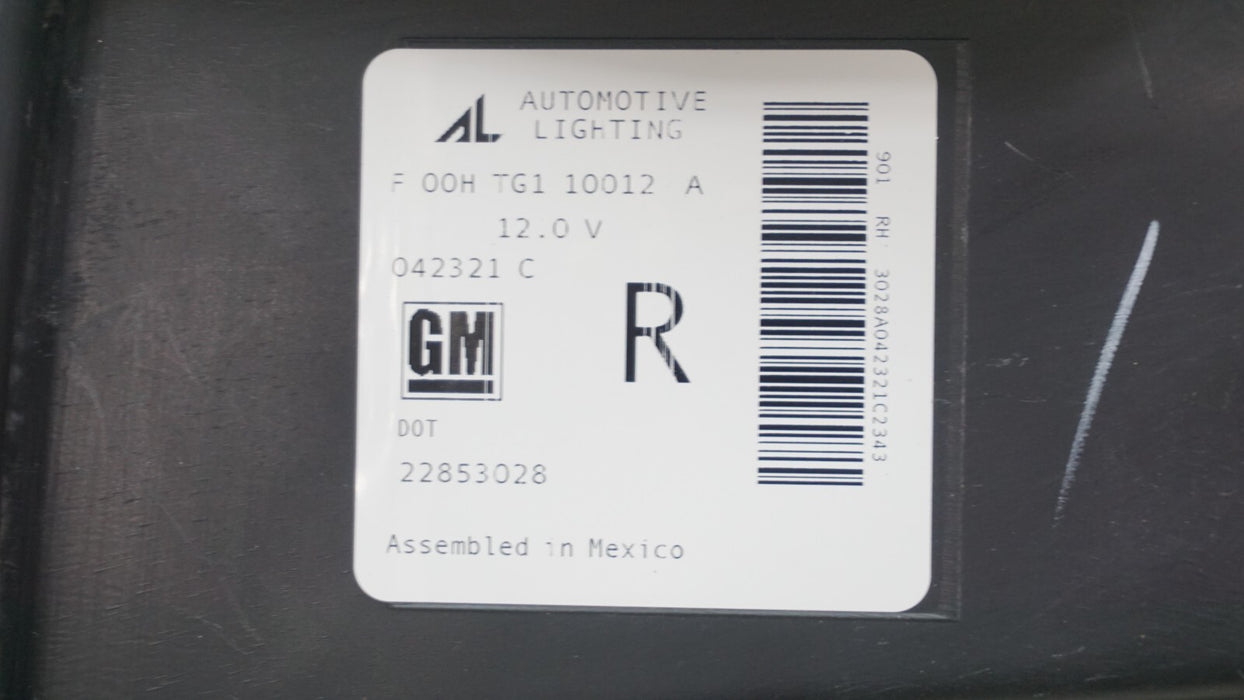 AL AUTOMOTIVE
LIGHTING
F 00H TG1 10012 A
12.0 V
042321 C
GM
R
DOT
22853028
Assembled in Mexico
901 RH 3028A042321C2343